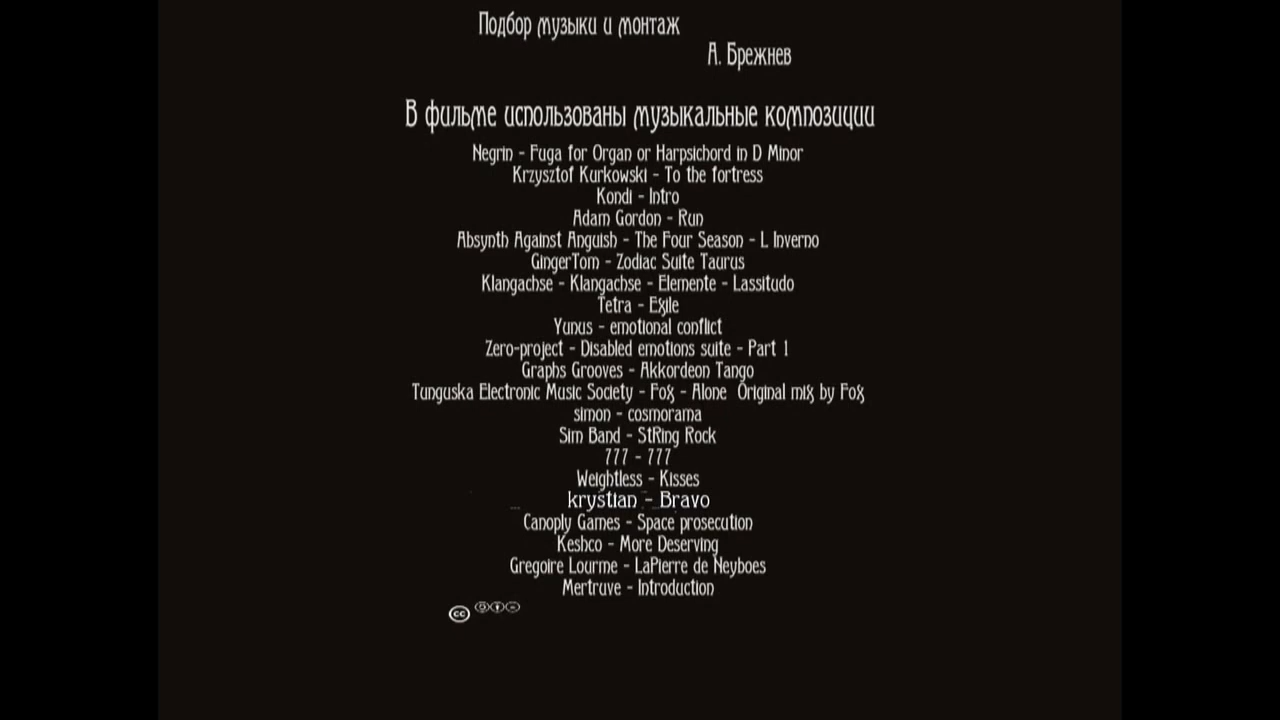 Подбор музыки и монтаж
А. Брежнев
В фильме использованы музыкальные композиции
Negrin - Fuga for Organ or Harpsichord in D Minor
Krzysztof Kurkowski - To the fortress
Kondi - Intro
Adam Gordon - Run
Absynth Against Anguish - The Four Season - L Inverno
GingerTom - Zodiac Suite Taurus
Klangachse - Klangachse - Elemente - Lassitudo
Tetra - Exile
Yunus - emotional conflict
Zero-project - Disabled emotions suite - Part 1
Graphs Grooves - Akkordeon Tango
Tunguska Electronic Music Society - Fox - Alone Original mix by Fox
simon - cosmorama
Sim Band - StRing Rock
777 - 777
Weightless - Kisses
krystian - Bravo
Canoply Games - Space prosecution
Keshco - More Deserving
Gregoire Lourme - LaPierre de Neyboes
Mertruve - Introduction
cc